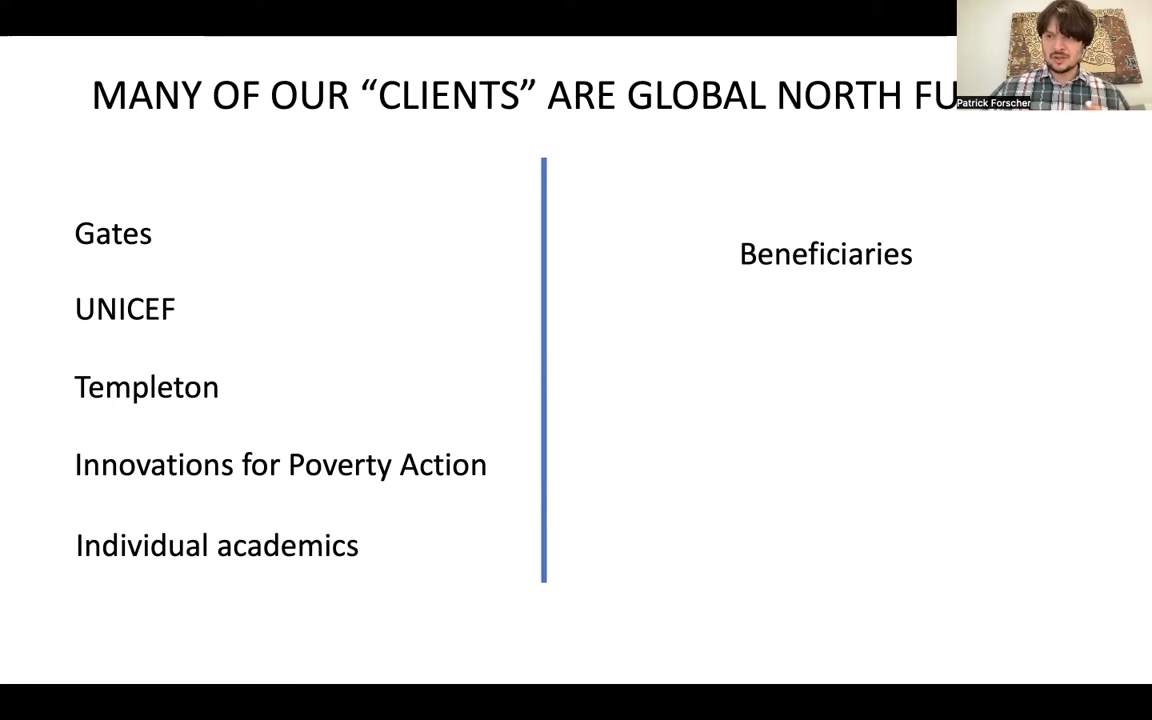 MANY OF OUR “CLIENTS” ARE GLOBAL NORTH
Patrick Forscher
Gates
UNICEF
Templeton
Innovations for Poverty Action
Individual academics
Beneficiaries